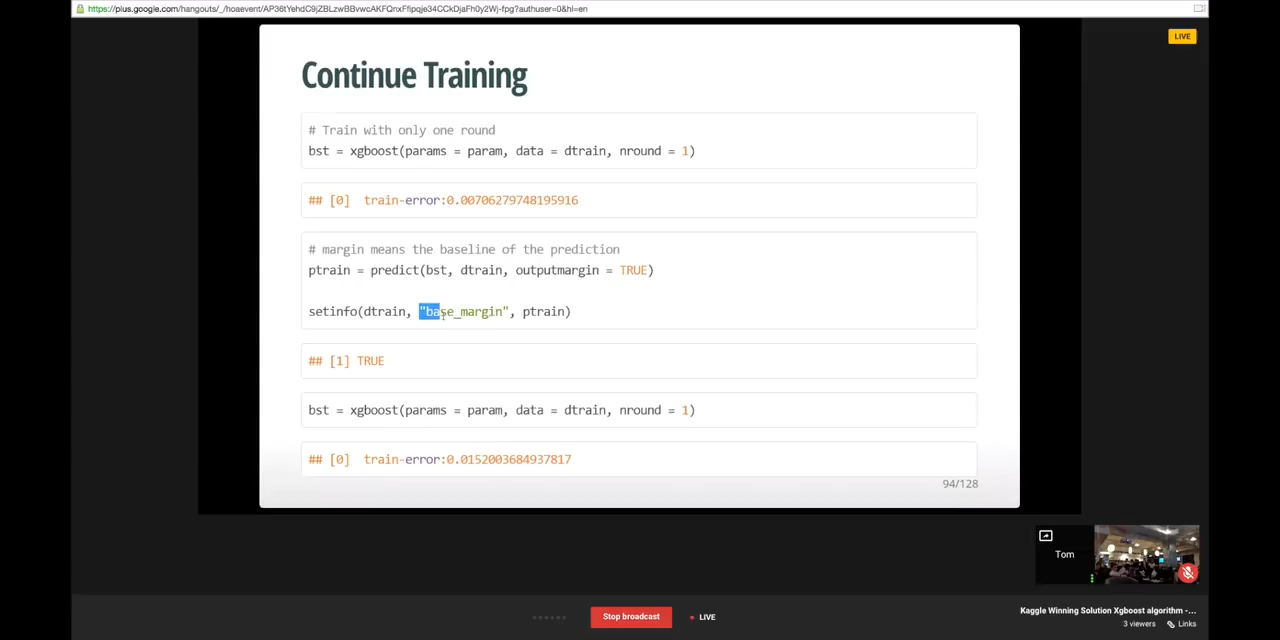 https://plus.google.com/hangouts/_/hoaevent/AP36tYehdC9jZBLzwBBvwcAKFQnxFfipqje34CCkDjaFh0y2Wj-fpg?authuser=0&hl=en
LIVE
Continue Training
# Train with only one round
bst = xgboost(params = param, data = dtrain, nround = 1)
## [0]  train-error:0.00706279748195916
# margin means the baseline of the prediction
ptrain = predict(bst, dtrain, outputmargin = TRUE)
setinfo(dtrain, "base_margin", ptrain)
## [1] TRUE
bst = xgboost(params = param, data = dtrain, nround = 1)
## [0]  train-error:0.0152003684937817
94/128
Tom
Stop broadcast
LIVE
Kaggle Winning Solution Xgboost algorithm -...
3 viewers
Links